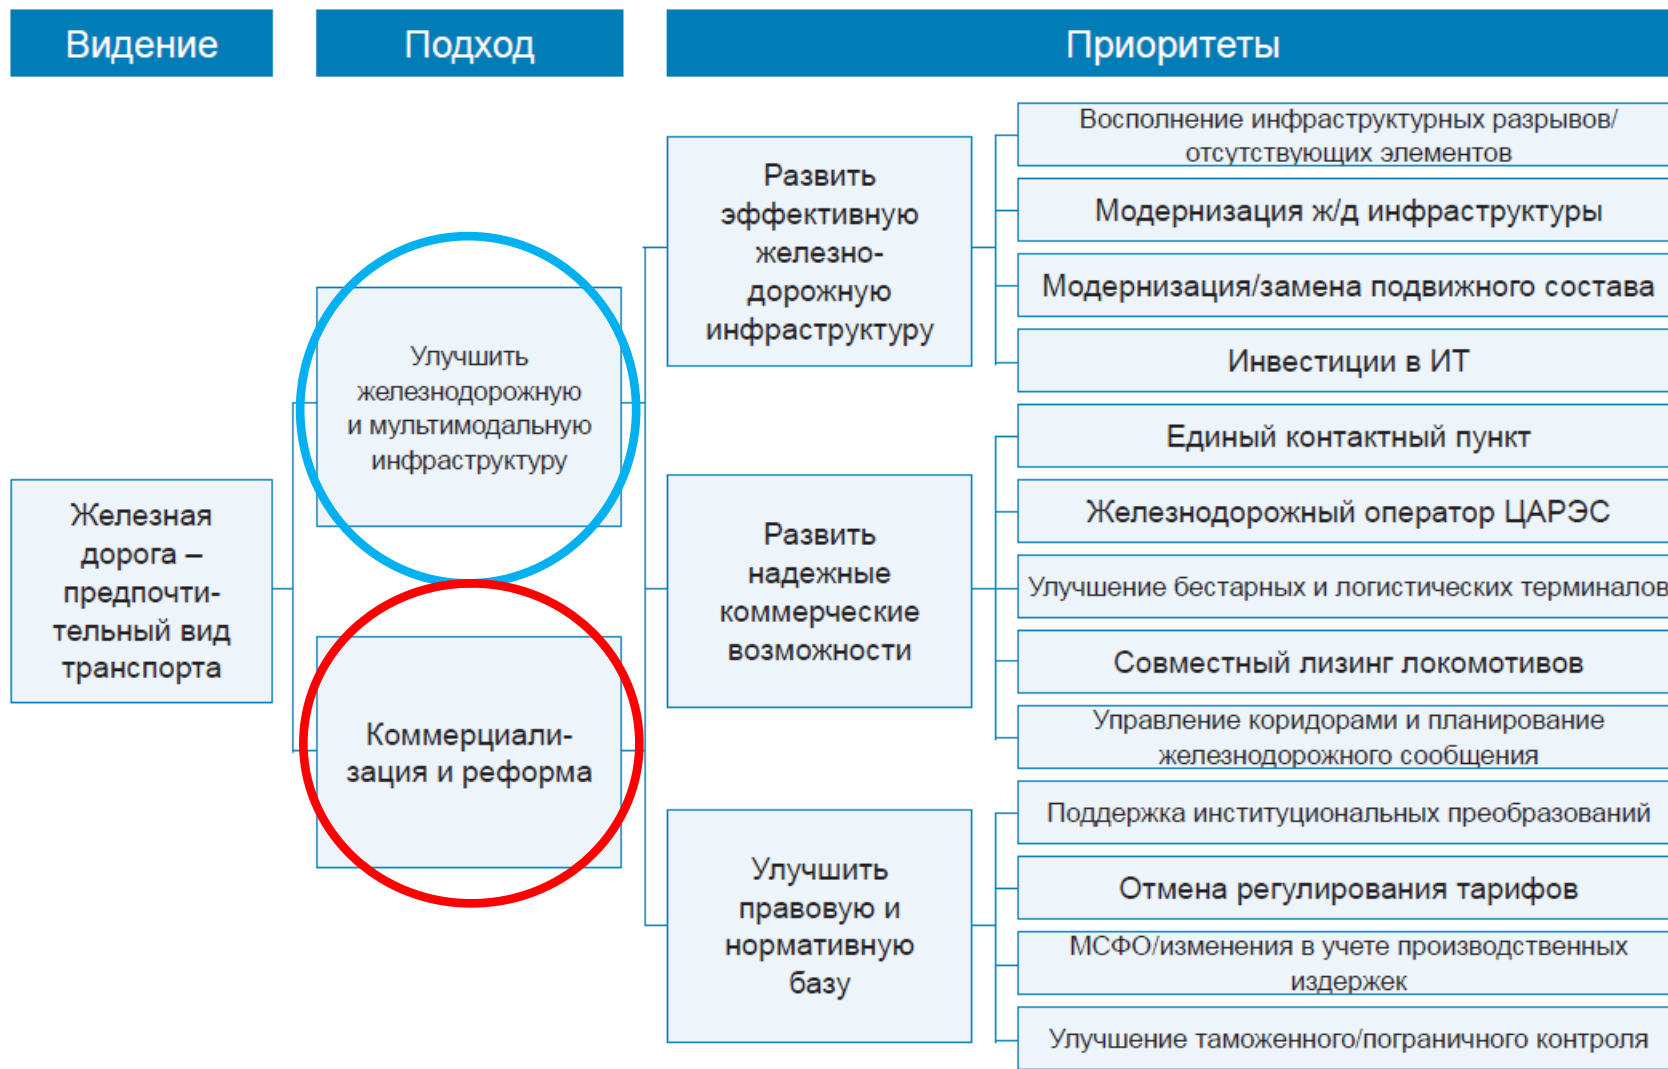 Видение
Подход
Приоритеты
Железная
дорога –
предпочти-
тельный вид
транспорта
Улучшить
железнодорожную
и мультимодальную
инфраструктуру
Коммерциали-
зация и реформа
Развить
эффективную
железно-
дорожную
инфраструктуру
Восполнение инфраструктурных разрывов/
отсутствующих элементов
Модернизация ж/д инфраструктуры
Модернизация/замена подвижного состава
Инвестиции в ИТ
Развить
надежные
коммерческие
возможности
Единый контактный пункт
Железнодорожный оператор ЦАРЭС
Улучшение бестарных и логистических терминалов
Совместный лизинг локомотивов
Управление коридорами и планирование
железнодорожного сообщения
Улучшить
правовую и
нормативную
базу
Поддержка институциональных преобразований
Отмена регулирования тарифов
МСФО/изменения в учете производственных
издержек
Улучшение таможенного/пограничного контроля